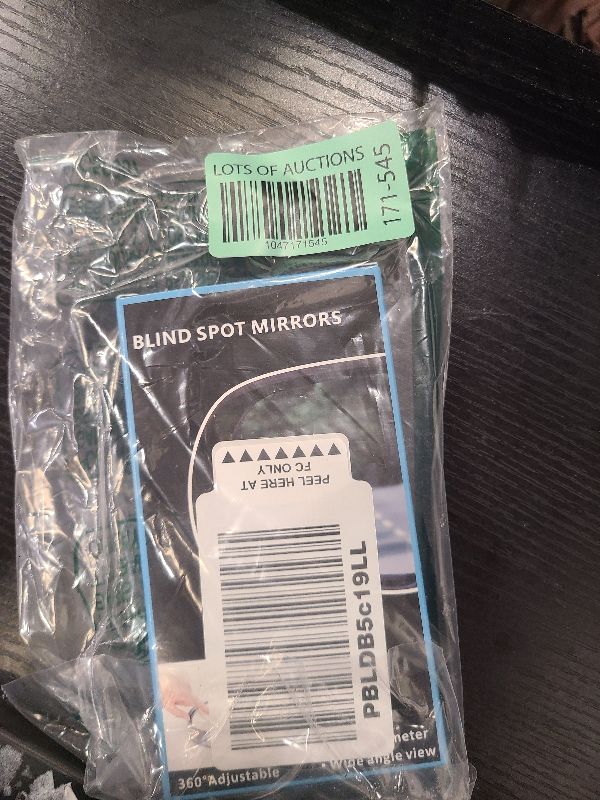 LOTS OF AUCTIONS
1047171545
171-545
BLIND SPOT MIRRORS
PEEL HERE AT
FC ONLY
PBLDB5c19LL
360°Adjustable
Wide angle view